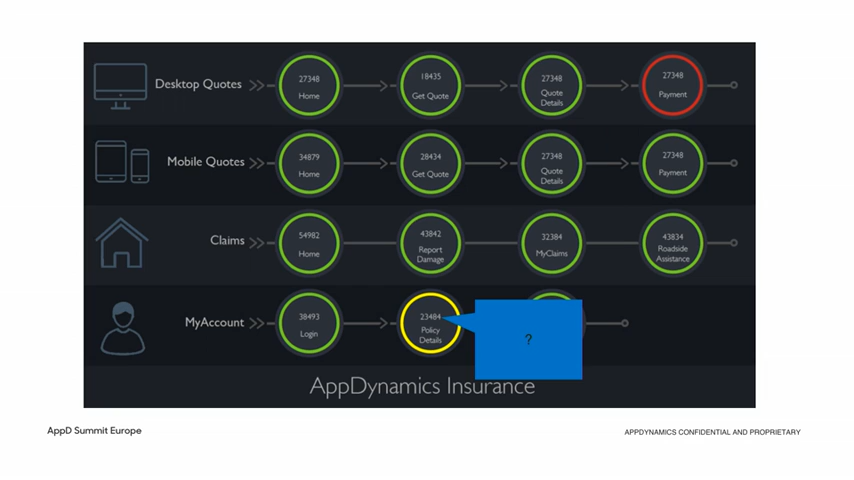 Desktop Quotes
27348
Home
18435
Get Quote
27348
Quote
Details
27348
Payment
Mobile Quotes
34879
Home
28434
Get Quote
27348
Quote
Details
27348
Payment
Claims
54982
Home
43842
Report
Damage
32384
MyClaims
43834
Roadside
Assistance
MyAccount
38493
Login
23484
Policy
Details
?
AppDynamics Insurance
AppD Summit Europe
APPDYNAMICS CONFIDENTIAL AND PROPRIETARY